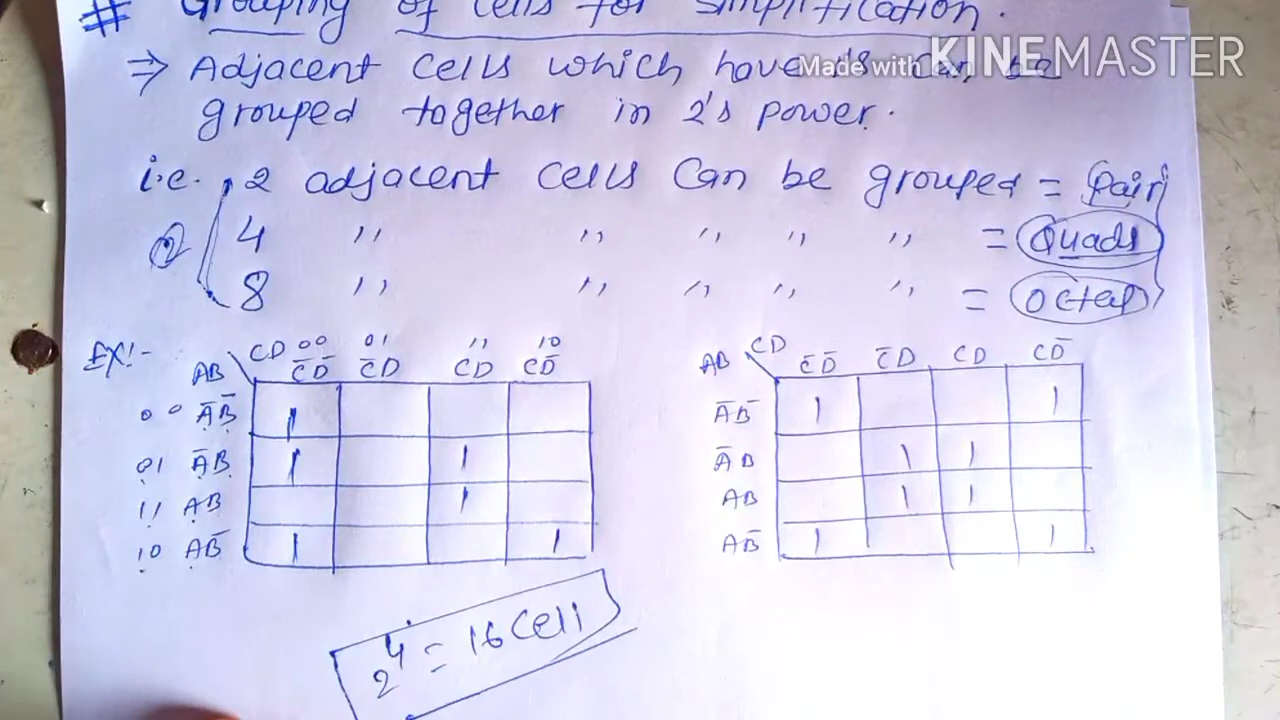 # Grouping of cells for simplification.
⇒ Adjacent cells which have 1's can be
Made with KINEMASTER
grouped together in 2's power.
i.e. 2 adjacent cells can be grouped = Pair
4 " " " " " = Quads
8 " " " " " = Octet
Ex!-
AB CD 00 01 11 10
C̄D̄ C̄D CD CD̄
00 ĀB̄ 1
01 ĀB 1 1
11 AB 1
10 AB̄ 1 1
AB CD C̄D̄ C̄D CD CD̄
ĀB̄ 1 1
ĀB 1 1
AB 1 1
AB̄ 1 1
2⁴ = 16 Cell